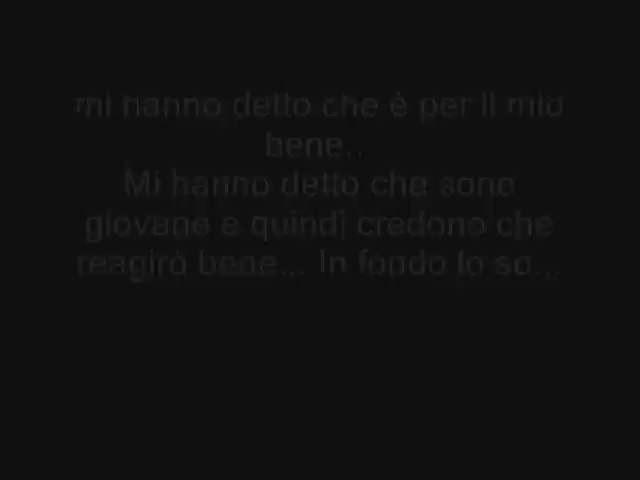 mi hanno detto che è per il mio
bene..
Mi hanno detto che sono
giovane e quindi credono che
reagirò bene... In fondo lo so...